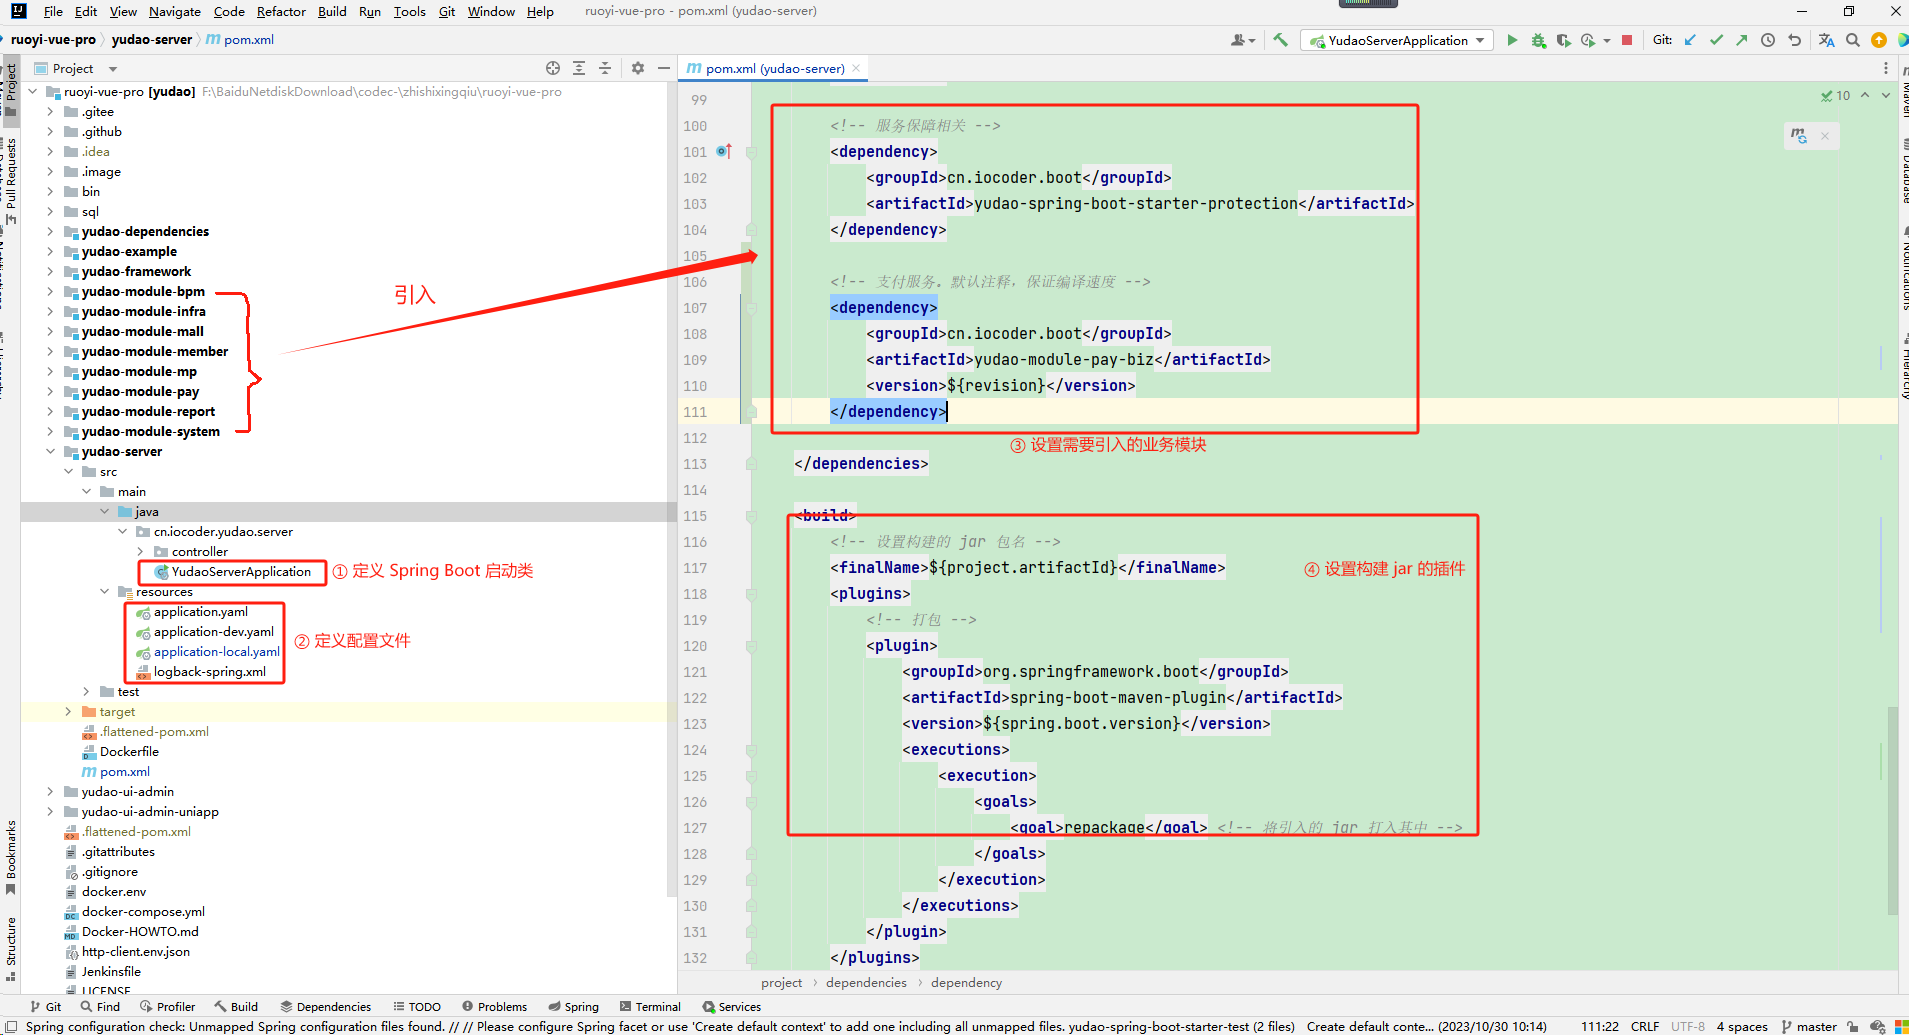 File Edit View Navigate Code Refactor Build Run Tools Git Window Help ruoyi-vue-pro - pom.xml (yudao-server)
ruoyi-vue-pro yudao-server pom.xml
YudaoServerApplication Git:
Project
pom.xml (yudao-server)
ruoyi-vue-pro [yudao] F:\BaiduNetdiskDownload\codec-\zhishixingqiu\ruoyi-vue-pro
.gitee
.github
.idea
.image
bin
sql
yudao-dependencies
yudao-example
yudao-framework
yudao-module-bpm
yudao-module-infra
yudao-module-mall
yudao-module-member
yudao-module-mp
yudao-module-pay
yudao-module-report
yudao-module-system
yudao-server
src
main
java
cn.iocoder.yudao.server
controller
YudaoServerApplication
① 定义 Spring Boot 启动类
resources
application.yaml
application-dev.yaml
application-local.yaml
logback-spring.xml
② 定义配置文件
test
target
.flattened-pom.xml
Dockerfile
pom.xml
yudao-ui-admin
yudao-ui-admin-uniapp
.flattened-pom.xml
.gitattributes
.gitignore
docker.env
docker-compose.yml
Docker-HOWTO.md
http-client.env.json
Jenkinsfile
LICENSE
引入
Project
Pull Requests
Bookmarks
Structure
99
100 <!-- 服务保障相关 -->
101 <dependency>
102 <groupId>cn.iocoder.boot</groupId>
103 <artifactId>yudao-spring-boot-starter-protection</artifactId>
104 </dependency>
105
106 <!-- 支付服务。默认注释，保证编译速度 -->
107 <dependency>
108 <groupId>cn.iocoder.boot</groupId>
109 <artifactId>yudao-module-pay-biz</artifactId>
110 <version>${revision}</version>
111 </dependency>
112
③ 设置需要引入的业务模块
113 </dependencies>
114
115 <build>
116 <!-- 设置构建的 jar 包名 -->
117 <finalName>${project.artifactId}</finalName>
④ 设置构建 jar 的插件
118 <plugins>
119 <!-- 打包 -->
120 <plugin>
121 <groupId>org.springframework.boot</groupId>
122 <artifactId>spring-boot-maven-plugin</artifactId>
123 <version>${spring.boot.version}</version>
124 <executions>
125 <execution>
126 <goals>
127 <goal>repackage</goal> <!-- 将引入的 jar 打入其中 -->
128 </goals>
129 </execution>
130 </executions>
131 </plugin>
132 </plugins>
10
Maven
Database
Notifications
Hierarchy
project dependencies dependency
Git Find Profiler Build Dependencies TODO Problems Spring Terminal Services
Spring configuration check: Unmapped Spring configuration files found. // // Please configure Spring facet or use 'Create default context' to add one including all unmapped files. yudao-spring-boot-starter-test (2 files) Create default conte... (2023/10/30 10:14) 111:22 CRLF UTF-8 4 spaces master